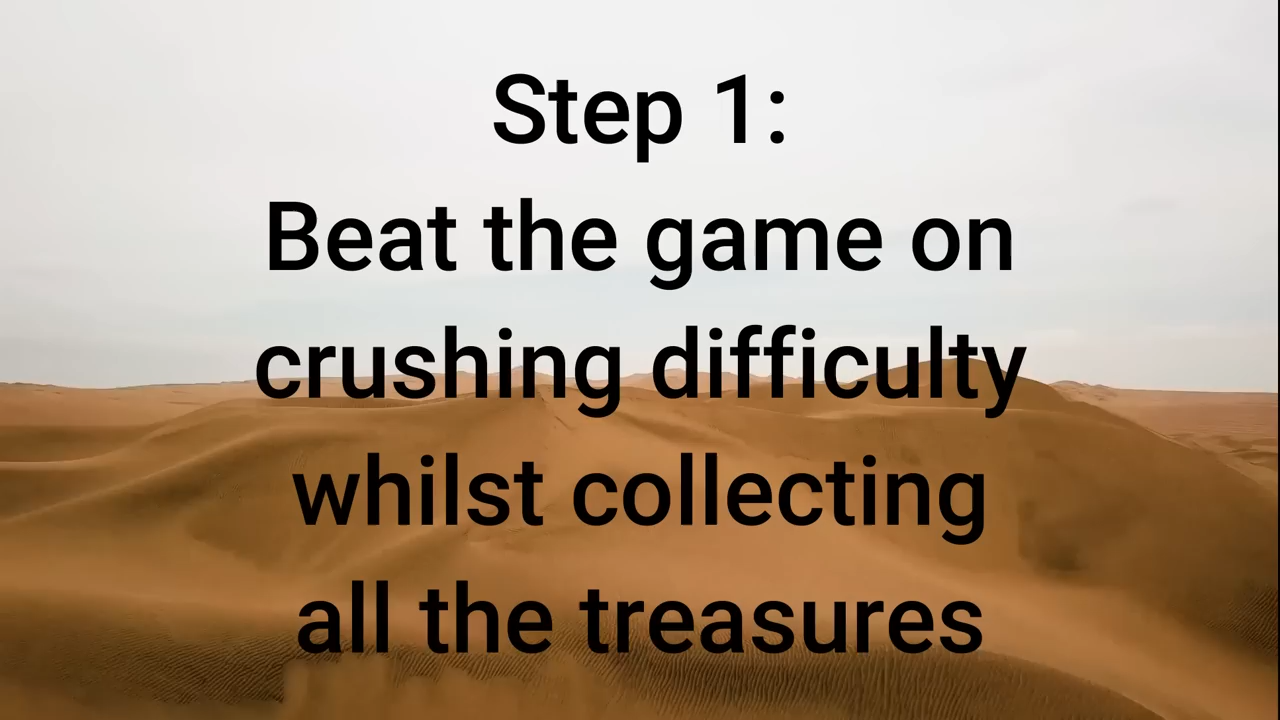 Step 1:
Beat the game on
crushing difficulty
whilst collecting
all the treasures